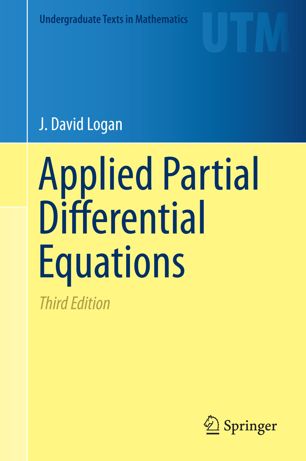 Undergraduate Texts in Mathematics
UTM
J. David Logan
Applied Partial
Differential
Equations
Third Edition
Springer